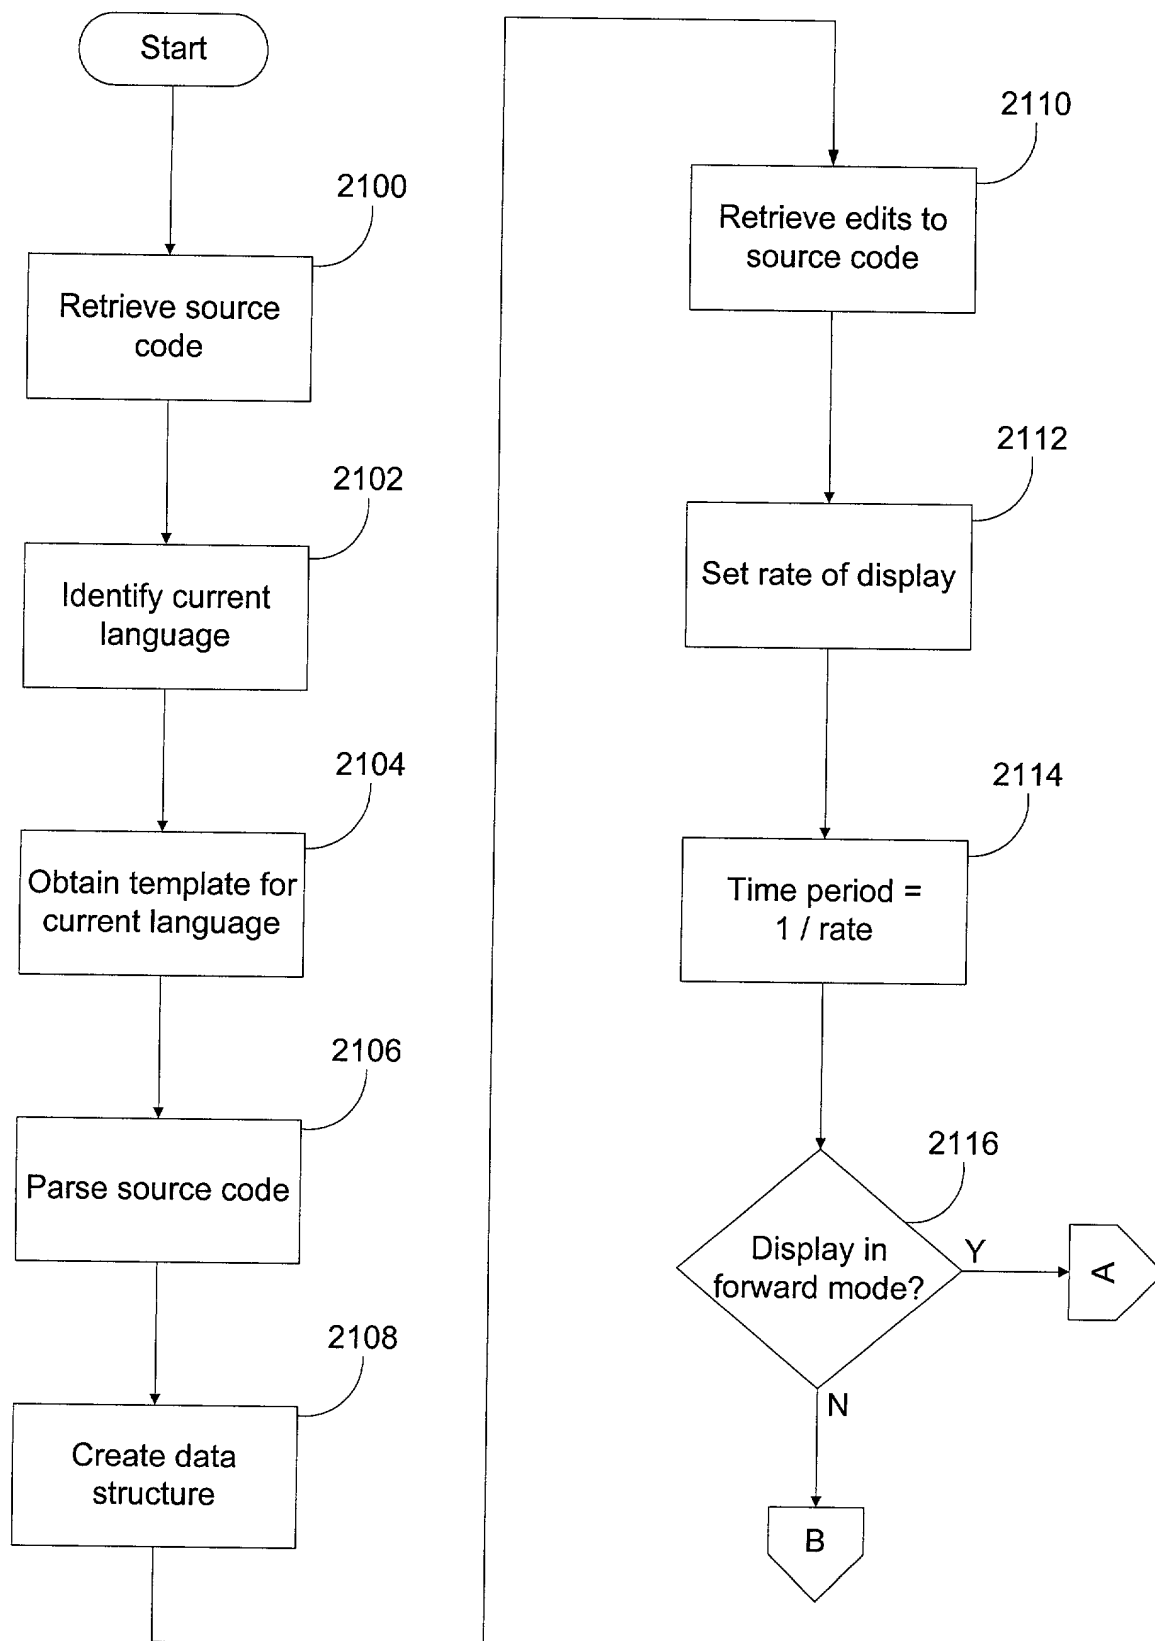 Start
2100
Retrieve source
code
2102
Identify current
language
2104
Obtain template for
current language
2106
Parse source code
2108
Create data
structure
2110
Retrieve edits to
source code
2112
Set rate of display
2114
Time period =
1 / rate
2116
Display in
forward mode?
Y
A
N
B